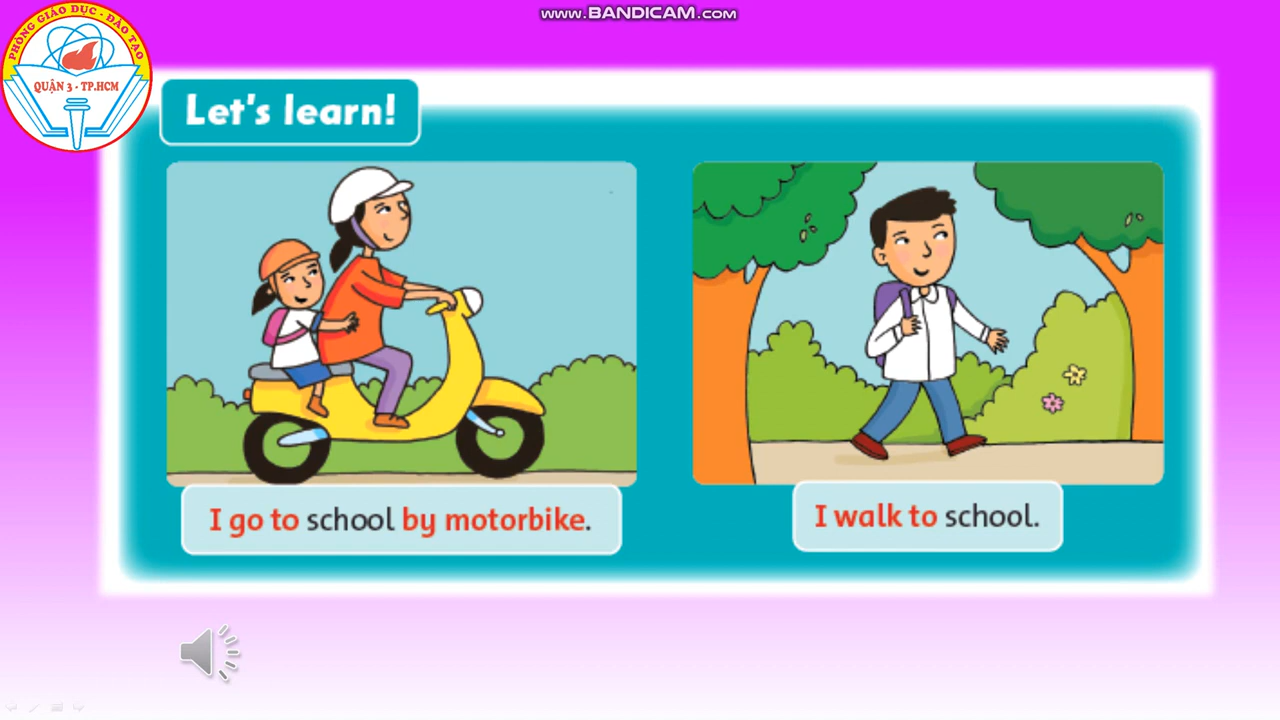 www.BANDICAM.com
PHÒNG GIÁO DỤC - ĐÀO TẠO
QUẬN 3 - TP.HCM
Let's learn!
I go to school by motorbike.
I walk to school.